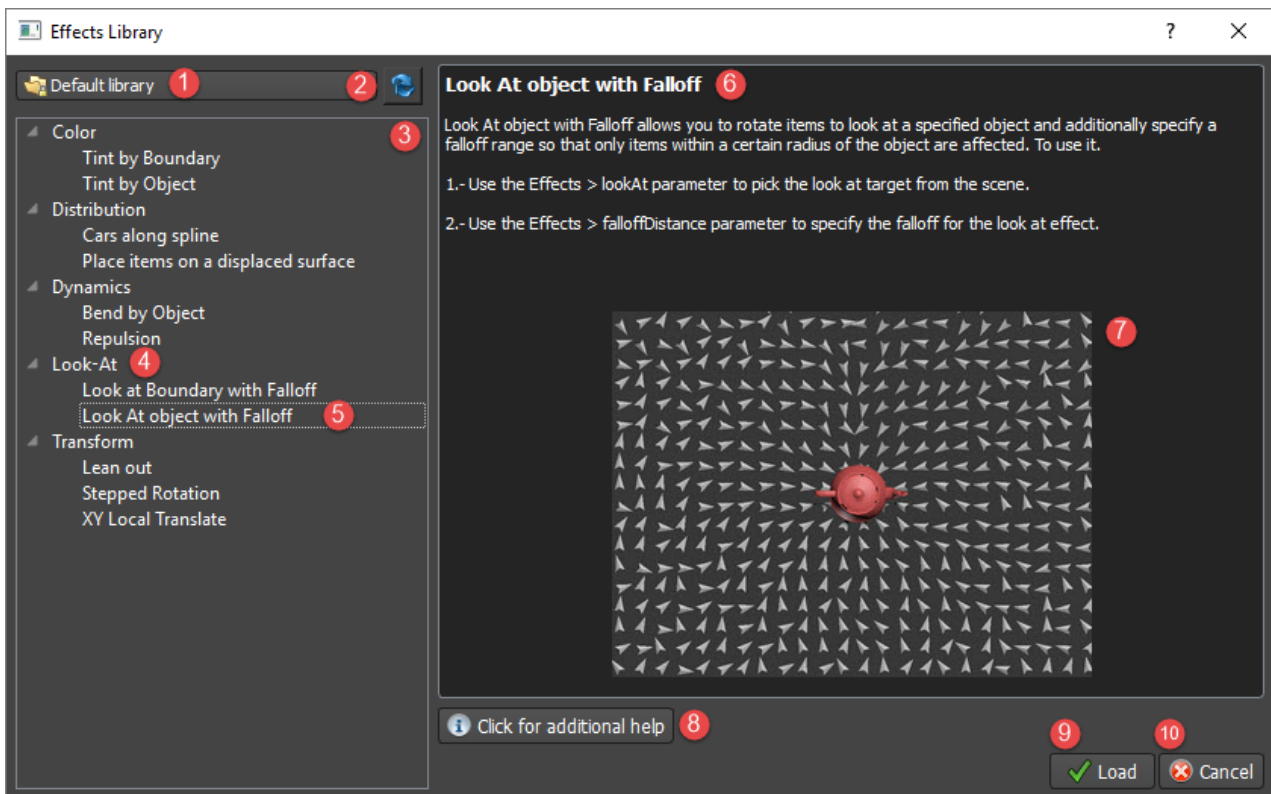 Effects Library
?
Default library 1
2
3
Color
Tint by Boundary
Tint by Object
Distribution
Cars along spline
Place items on a displaced surface
Dynamics
Bend by Object
Repulsion
Look-At 4
Look at Boundary with Falloff
Look At object with Falloff 5
Transform
Lean out
Stepped Rotation
XY Local Translate
Look At object with Falloff 6
Look At object with Falloff allows you to rotate items to look at a specified object and additionally specify a
falloff range so that only items within a certain radius of the object are affected. To use it.
1.- Use the Effects > lookAt parameter to pick the look at target from the scene.
2.- Use the Effects > falloffDistance parameter to specify the falloff for the look at effect.
7
Click for additional help 8
9
10
Load
Cancel